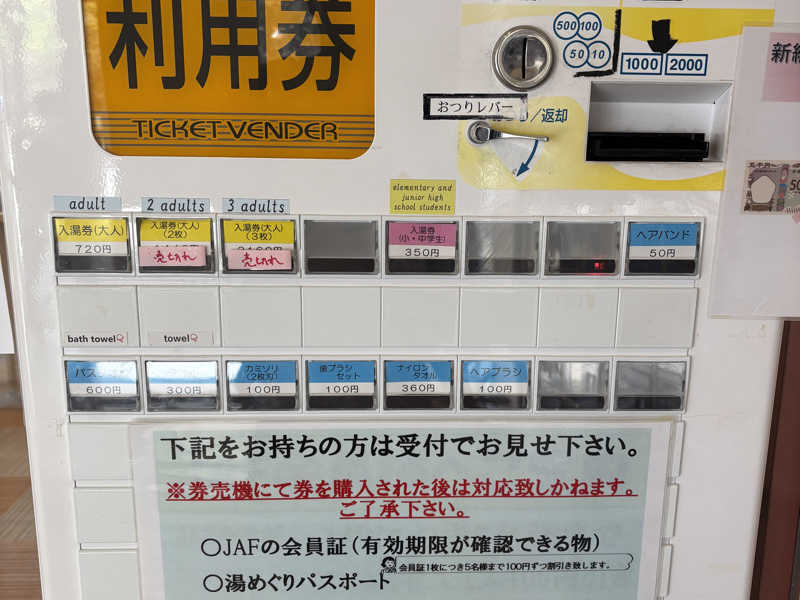 利用券
TICKET VENDER
500 100
50 10
1000 2000
おつりレバー
返却
新
adult
2 adults
3 adults
elementary and
junior high
school students
入湯券(大人)
720円
入湯券(大人)
(2枚)
売切れ
入湯券(大人)
(3枚)
売切れ
入湯券
(小・中学生)
350円
ヘアバンド
50円
bath towel
towel
600円
300円
カミソリ
(2枚刃)
100円
歯ブラシ
セット
100円
ナイロン
タオル
360円
ヘアブラシ
100円
下記をお持ちの方は受付でお見せ下さい。
※券売機にて券を購入された後は対応致しかねます。
ご了承下さい。
○JAFの会員証(有効期限が確認できる物)
会員証1枚につき5名様まで100円ずつ割引き致します。
○湯めぐりパスポート